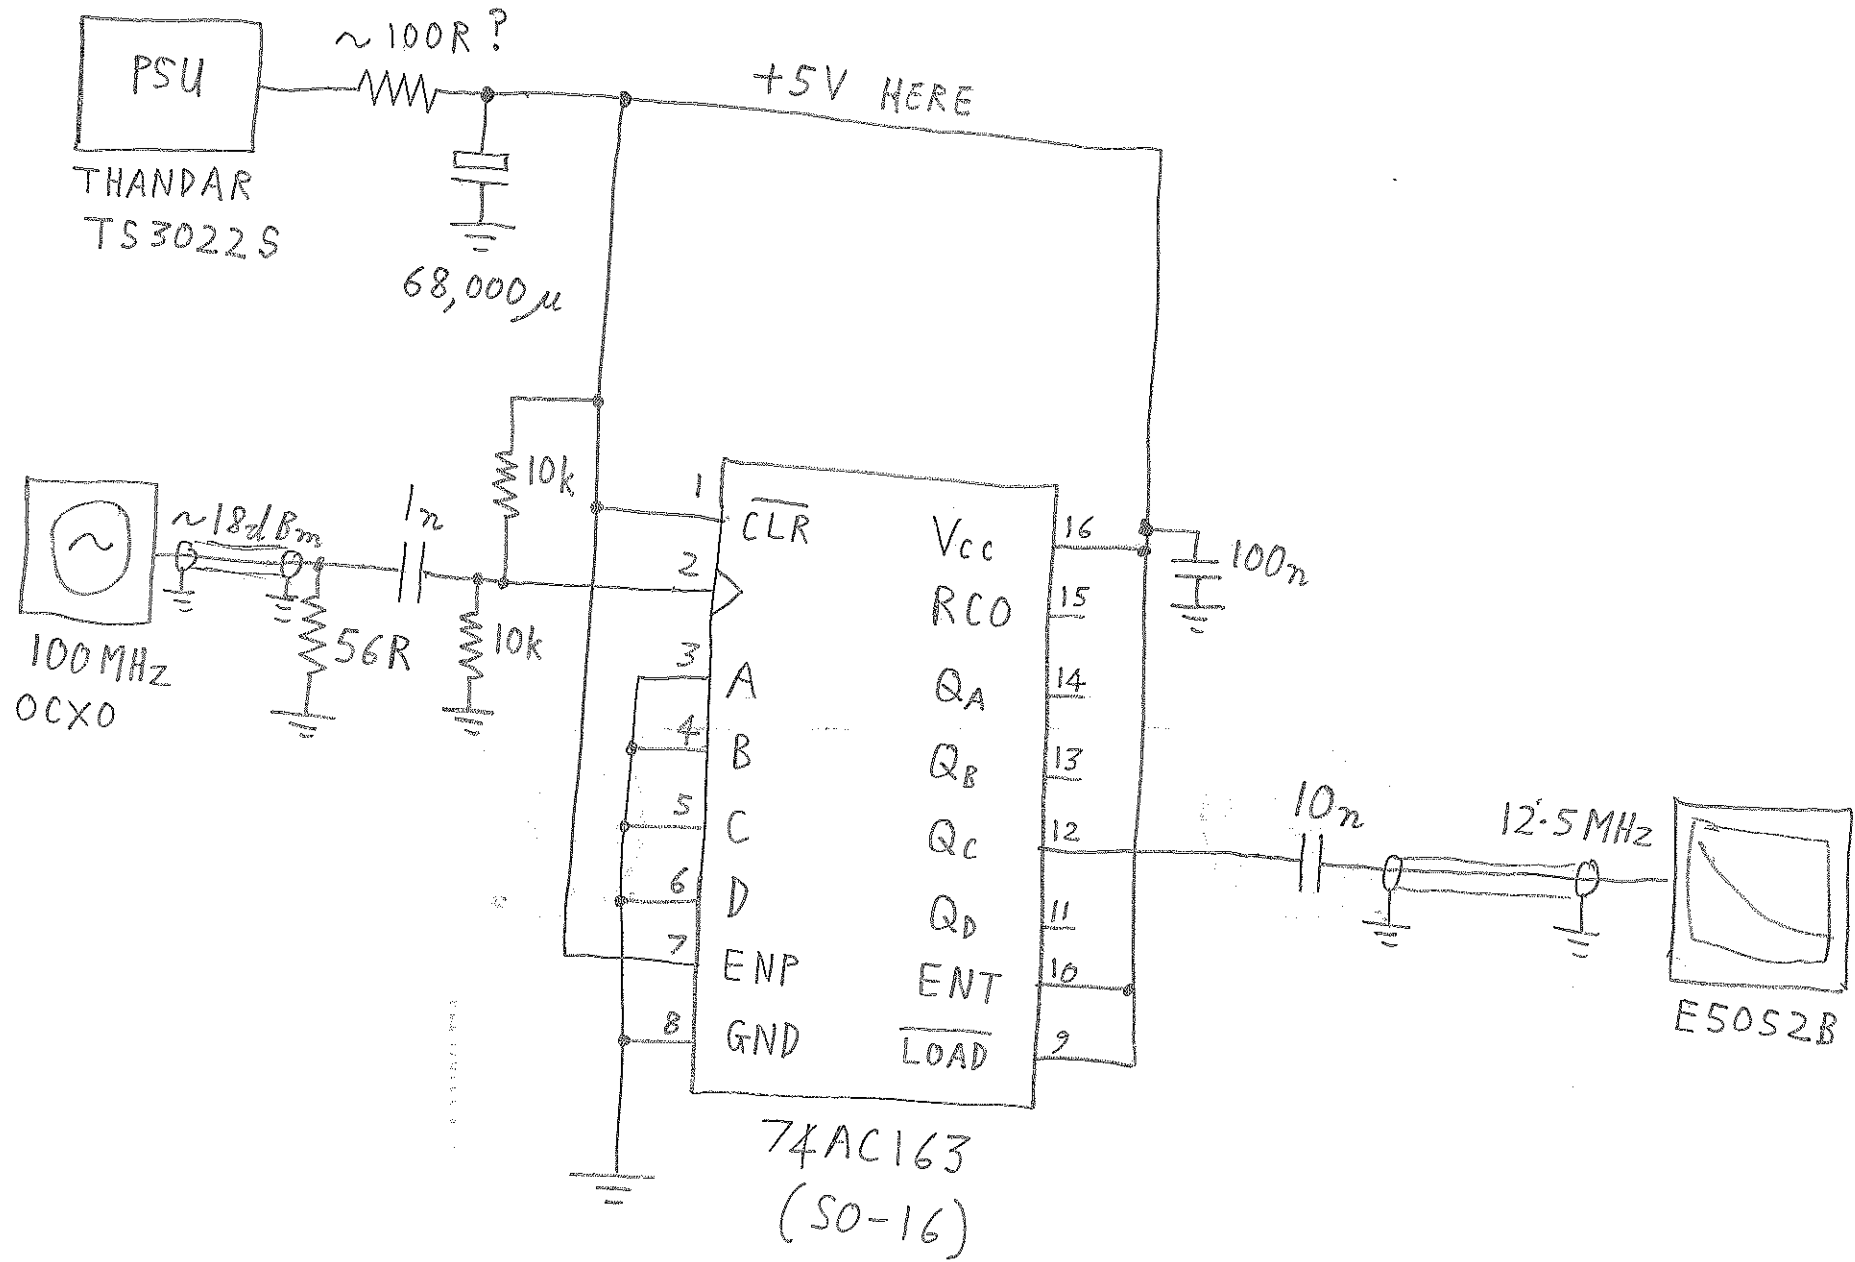 PSU
~100R?
+5V HERE
THANDAR
TS3022S
68,000µ
10k
1n
~18dBm
100MHz
OCXO
56R
10k
1
2
3
4
5
6
7
8
CLR
A
B
C
D
ENP
GND
Vcc
RCO
QA
QB
QC
QD
ENT
LOAD
16
15
14
13
12
11
10
9
100n
10n
12.5MHz
E5052B
74AC163
(SO-16)